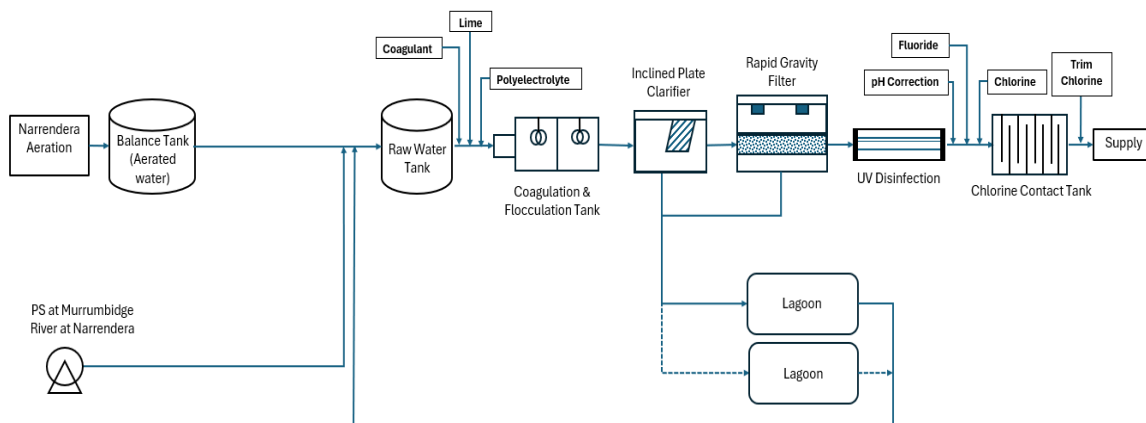 Lime
Coagulant
Polyelectrolyte
Inclined Plate
Clarifier
Rapid Gravity
Filter
Fluoride
pH Correction
Chlorine
Trim
Chlorine
Narrendera
Aeration
Balance Tank
(Aerated
water)
Raw Water
Tank
Coagulation &
Flocculation Tank
UV Disinfection
Chlorine Contact Tank
Supply
PS at Murrumbidge
River at Narrendera
Lagoon
Lagoon